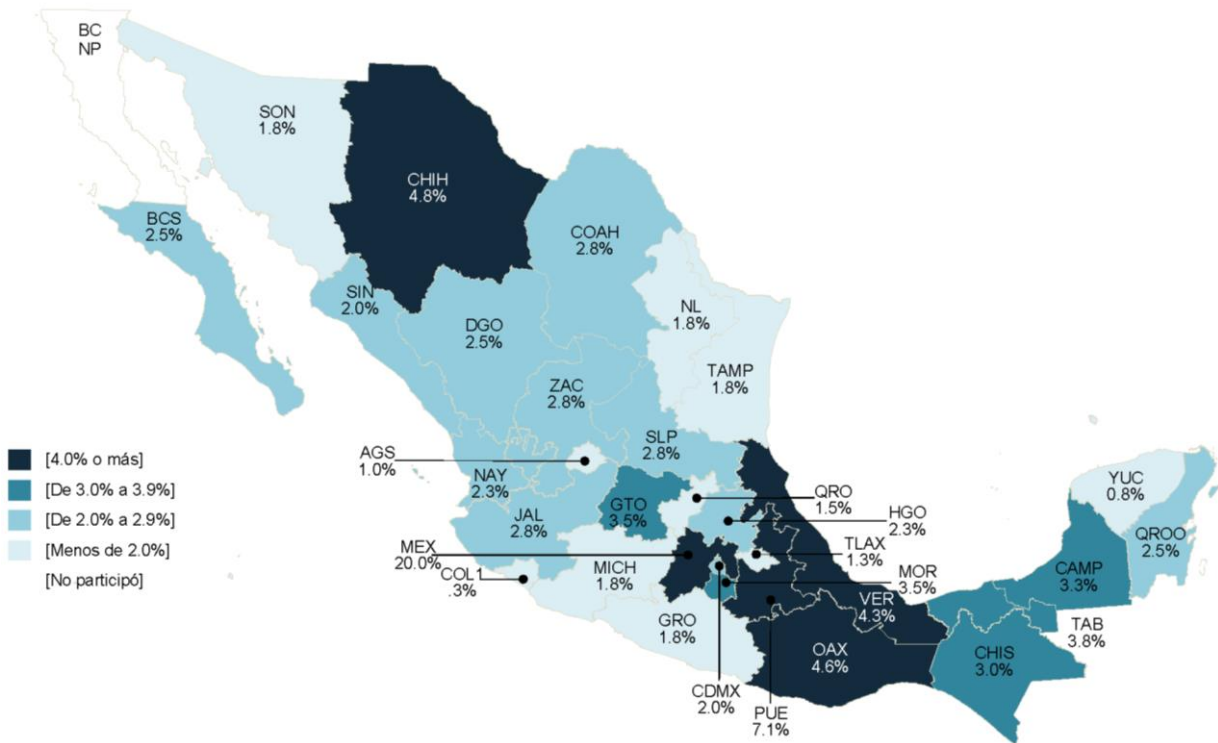 BC
NP
SON
1.8%
CHIH
4.8%
BCS
2.5%
COAH
2.8%
SIN
2.0%
NL
1.8%
DGO
2.5%
TAMP
1.8%
ZAC
2.8%
SLP
2.8%
AGS
1.0%
NAY
2.3%
GTO
3.5%
QRO
1.5%
YUC
0.8%
JAL
2.8%
HGO
2.3%
QROO
2.5%
MEX
20.0%
TLAX
1.3%
COL1
.3%
MICH
1.8%
MOR
3.5%
CAMP
3.3%
VER
4.3%
GRO
1.8%
TAB
3.8%
OAX
4.6%
CHIS
3.0%
CDMX
2.0%
PUE
7.1%
[4.0% o más]
[De 3.0% a 3.9%]
[De 2.0% a 2.9%]
[Menos de 2.0%]
[No participó]